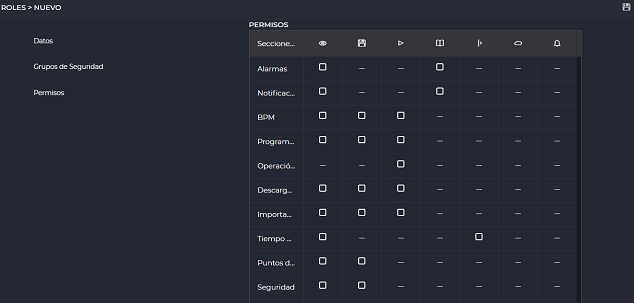 ROLES > NUEVO
Datos
Grupos de Seguridad
Permisos
PERMISOS
Seccione...
Alarmas
Notificac...
BPM
Program...
Operació...
Descarg...
Importa...
Tiempo ...
Puntos d...
Seguridad